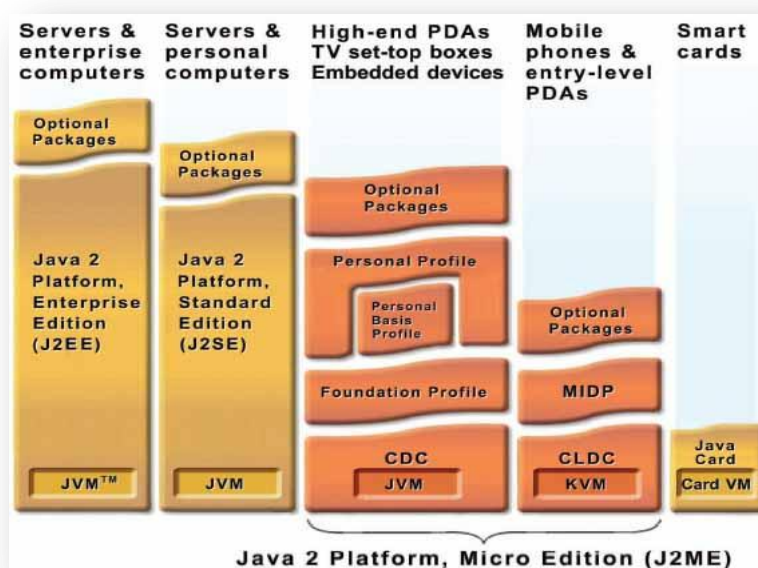 Servers &
enterprise
computers
Servers &
personal
computers
High-end PDAs
TV set-top boxes
Embedded devices
Mobile
phones &
entry-level
PDAs
Smart
cards
Optional
Packages
Java 2
Platform,
Enterprise
Edition
(J2EE)
JVM™
Optional
Packages
Java 2
Platform,
Standard
Edition
(J2SE)
JVM
Optional
Packages
Personal Profile
Personal
Basis
Profile
Foundation Profile
CDC
JVM
Optional
Packages
MIDP
CLDC
KVM
Java
Card
Card VM
Java 2 Platform, Micro Edition (J2ME)